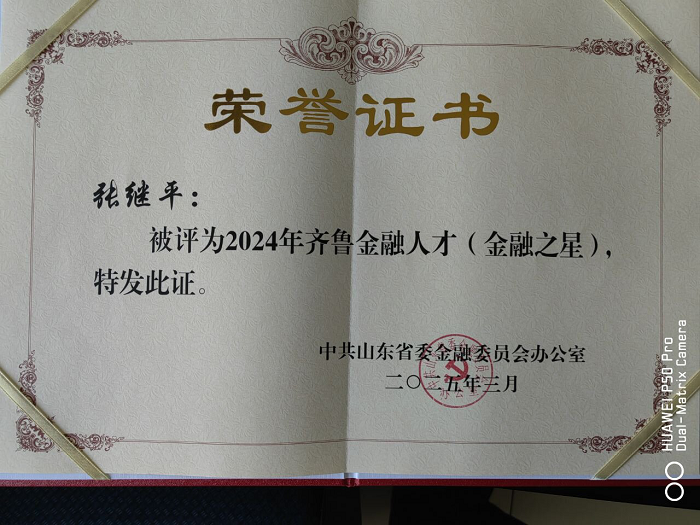 荣誉证书
张继平：
被评为2024年齐鲁金融人才（金融之星），
特发此证。
中共山东省委金融委员会办公室
二〇二五年三月
HUAWEI P50 Pro
Dual-Matrix Camera